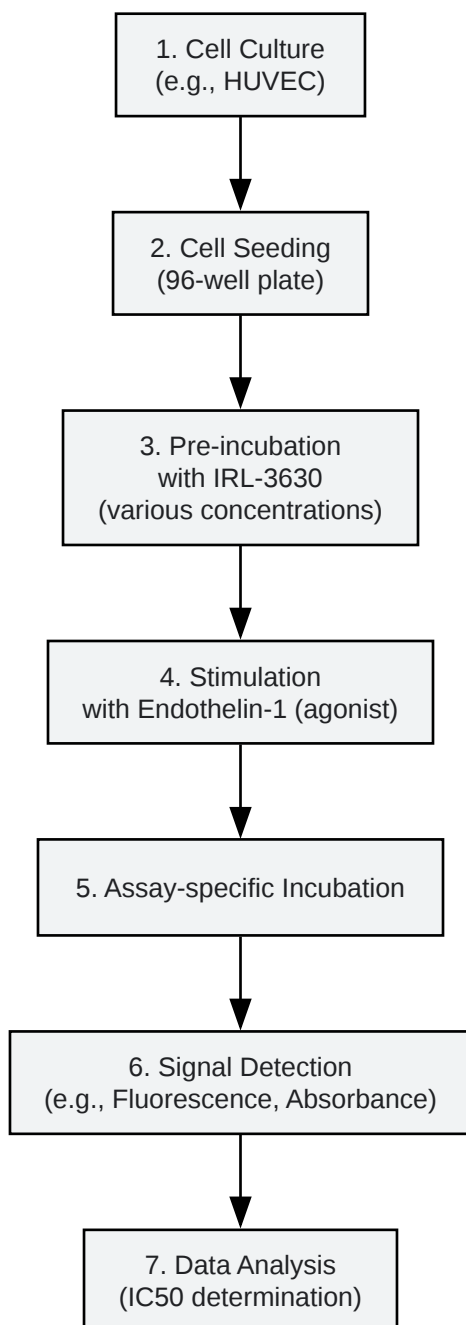 1. Cell Culture
(e.g., HUVEC)
2. Cell Seeding
(96-well plate)
3. Pre-incubation
with IRL-3630
(various concentrations)
4. Stimulation
with Endothelin-1 (agonist)
5. Assay-specific Incubation
6. Signal Detection
(e.g., Fluorescence, Absorbance)
7. Data Analysis
(IC50 determination)